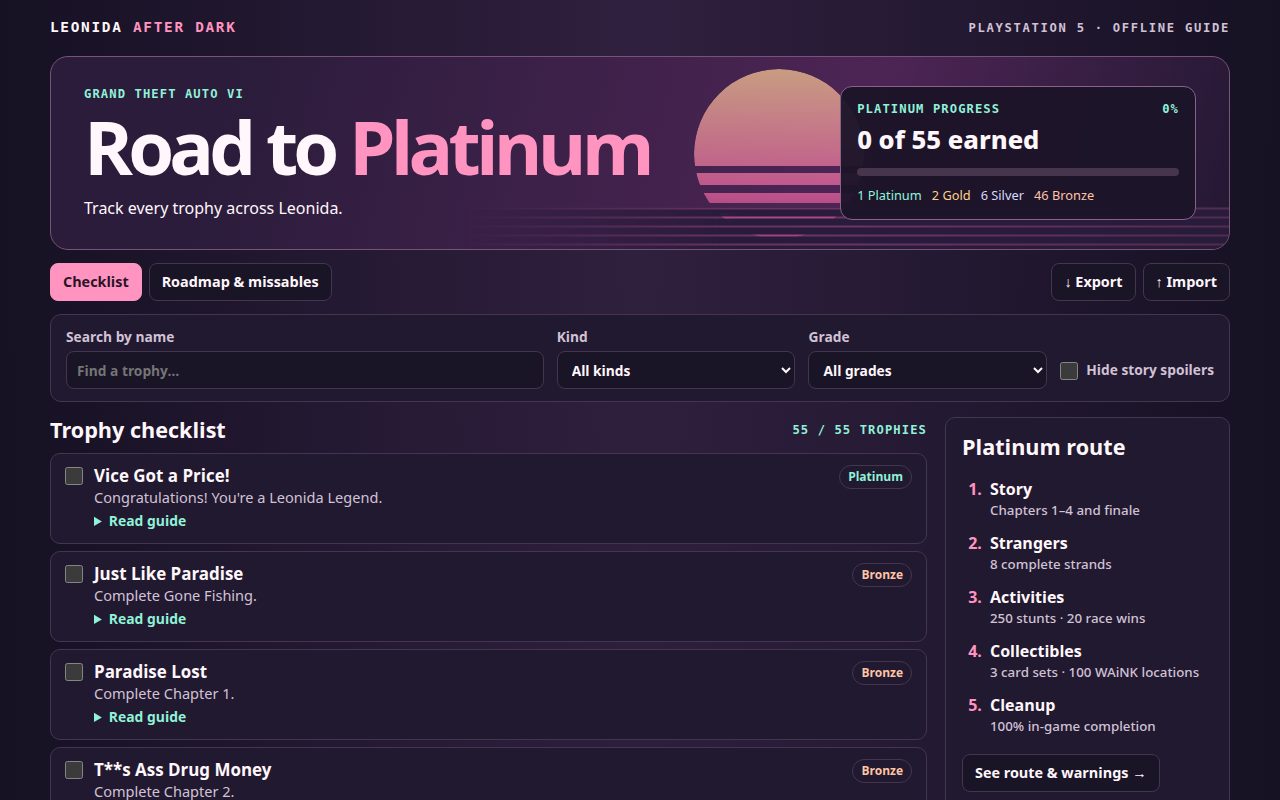 LEONIDA AFTER DARK
PLAYSTATION 5 · OFFLINE GUIDE
GRAND THEFT AUTO VI
Road to Platinum
Track every trophy across Leonida.
PLATINUM PROGRESS 0%
0 of 55 earned
1 Platinum 2 Gold 6 Silver 46 Bronze
Checklist
Roadmap & missables
↓ Export
↑ Import
Search by name
Find a trophy...
Kind
All kinds
Grade
All grades
Hide story spoilers
Trophy checklist
55 / 55 TROPHIES
Vice Got a Price!
Platinum
Congratulations! You're a Leonida Legend.
▶ Read guide
Just Like Paradise
Bronze
Complete Gone Fishing.
▶ Read guide
Paradise Lost
Bronze
Complete Chapter 1.
▶ Read guide
T**s Ass Drug Money
Bronze
Complete Chapter 2.
Platinum route
1. Story
Chapters 1–4 and finale
2. Strangers
8 complete strands
3. Activities
250 stunts · 20 race wins
4. Collectibles
3 card sets · 100 WAiNK locations
5. Cleanup
100% in-game completion
See route & warnings →